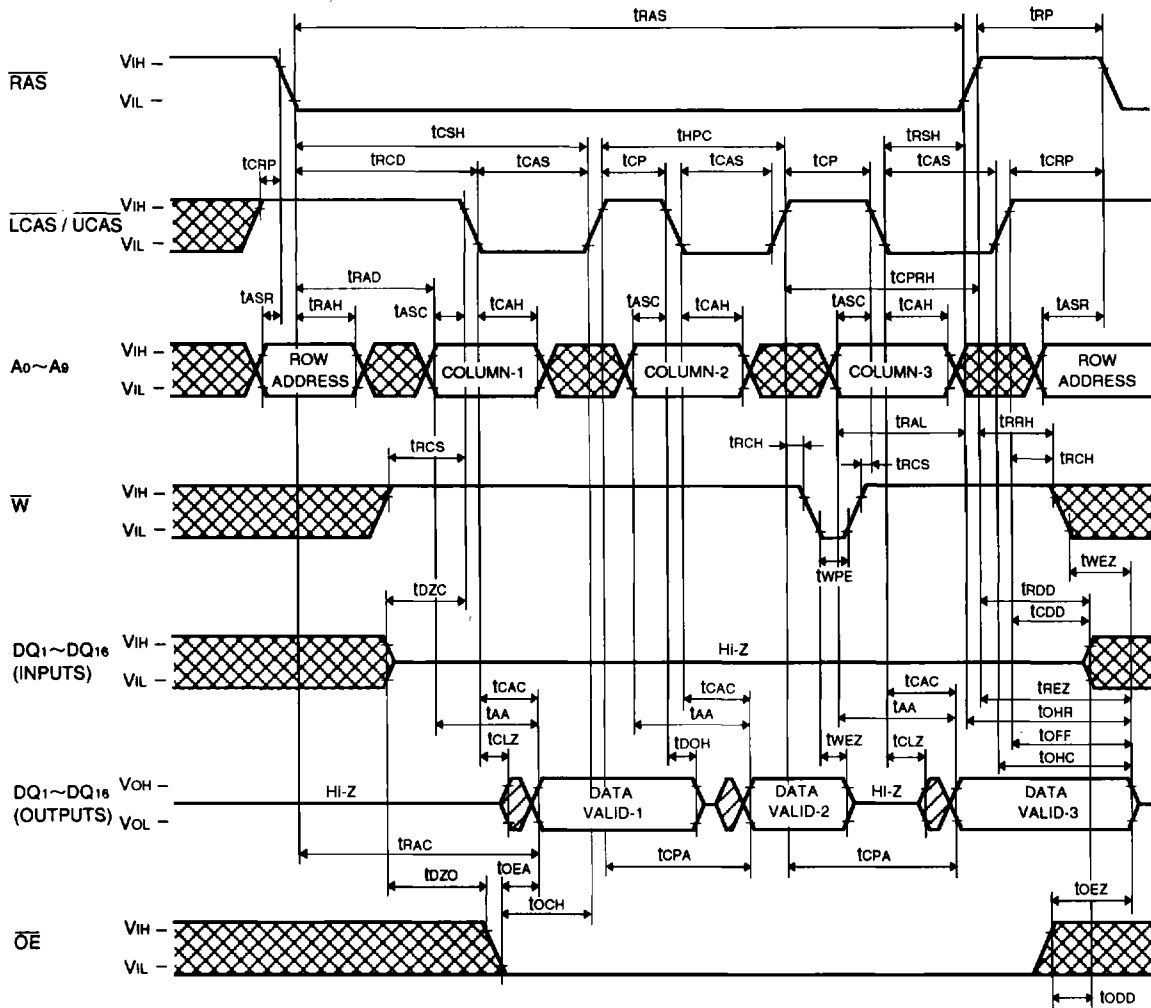 tRAS tRP
RAS VIH
VIL
tCSH tHPC tRSH
tCRP tRCD tCAS tCP tCAS tCP tCAS tCRP
LCAS / UCAS VIH
VIL
tRAD tCPRH
tASR tRAH tASC tCAH tASC tCAH tASC tCAH tASR
A0~A9 VIH
VIL
ROW ADDRESS COLUMN-1 COLUMN-2 COLUMN-3 ROW ADDRESS
tRAL tRRH
tRCS tRCH tRCS tRCH
W VIH
VIL
tWPE tWEZ
tDZC tRDD
tCDD
DQ1~DQ16 (INPUTS) VIH
VIL
Hi-Z
tCAC tCAC tCAC tREZ
tAA tAA tAA tOHR
tCLZ tDOH tWEZ tCLZ tOFF
tOHC
DQ1~DQ16 (OUTPUTS) VOH
VOL
Hi-Z DATA VALID-1 DATA VALID-2 Hi-Z DATA VALID-3
tRAC tCPA tCPA
tDZO tOEA tOEZ
tOCH
OE VIH
VIL
tODD